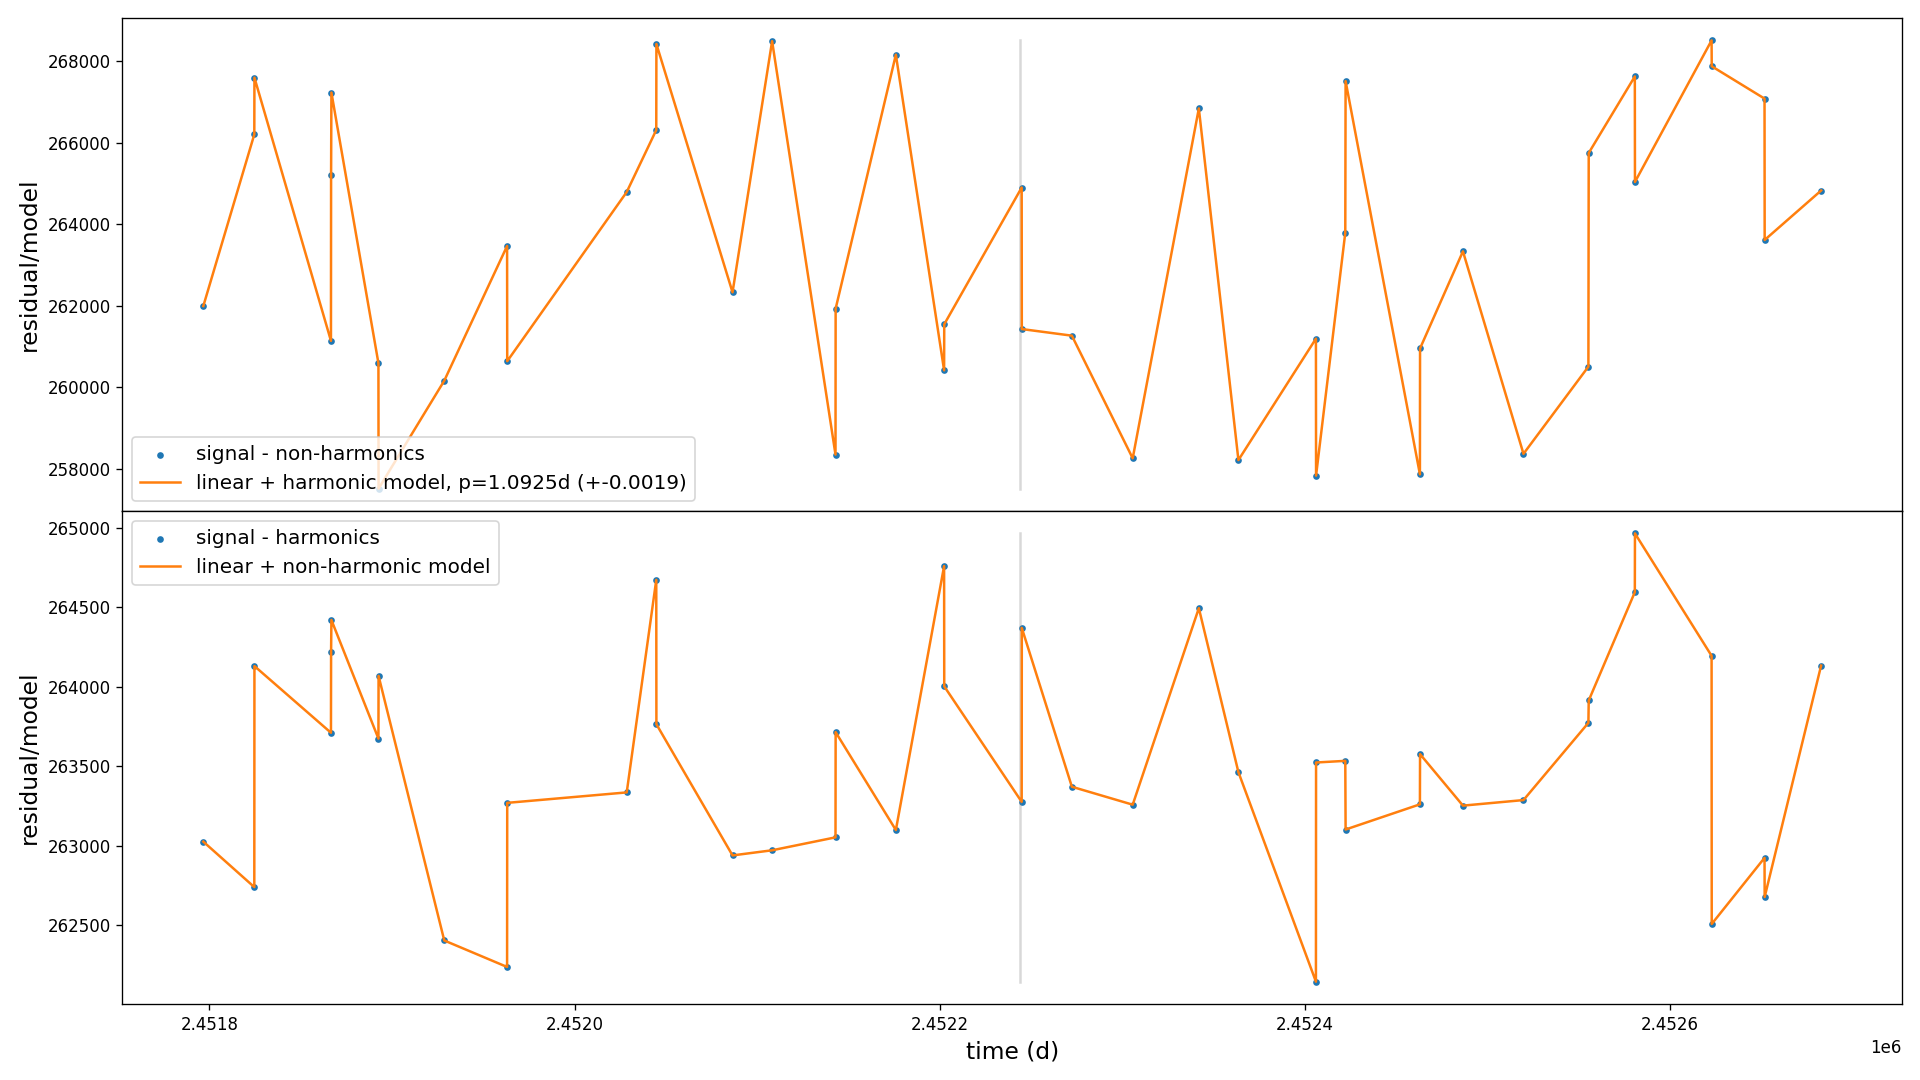 268000
266000
264000
262000
260000
258000
residual/model
signal - non-harmonics
linear + harmonic model, p=1.0925d (+-0.0019)
265000
264500
264000
263500
263000
262500
residual/model
signal - harmonics
linear + non-harmonic model
2.4518
2.4520
2.4522
2.4524
2.4526
1e6
time (d)